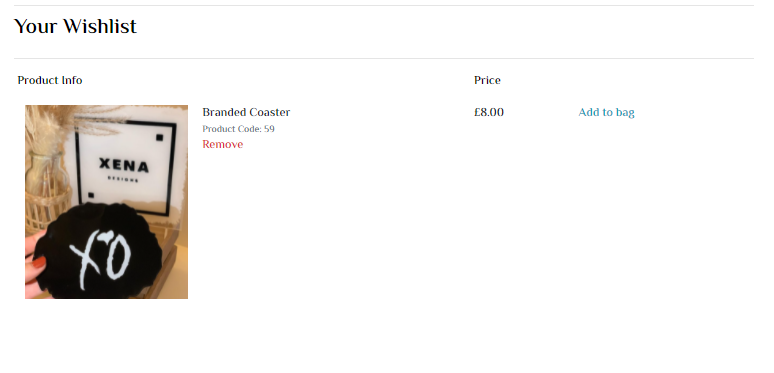 Your Wishlist
Product Info
Price
Branded Coaster
£8.00
Add to bag
Product Code: 59
Remove
XENA
DESIGNS
XO